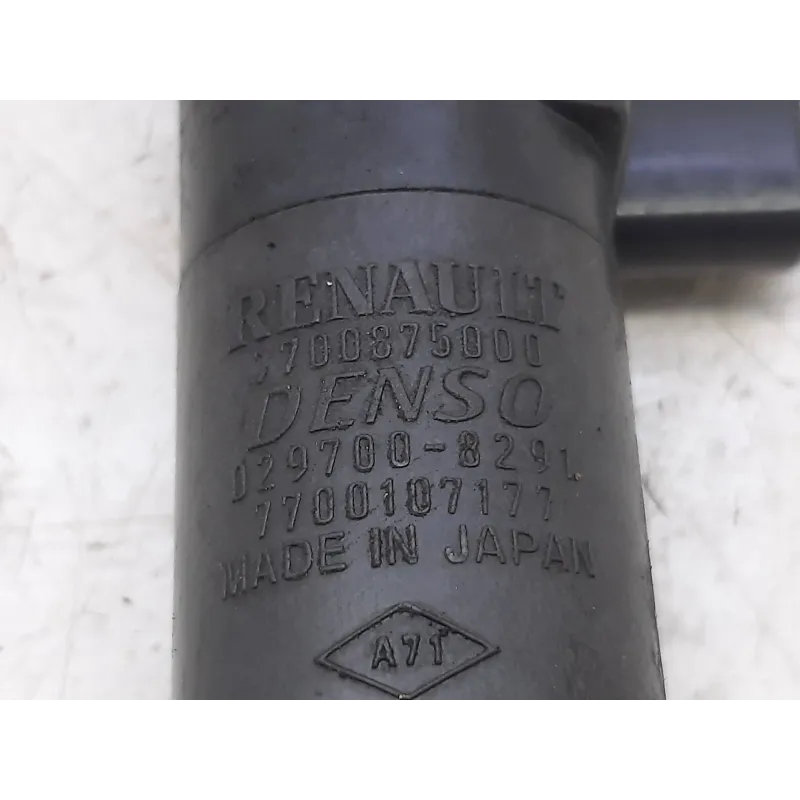 RENAULT
7700875000
DENSO
029700-8291
7700107177
MADE IN JAPAN
A71